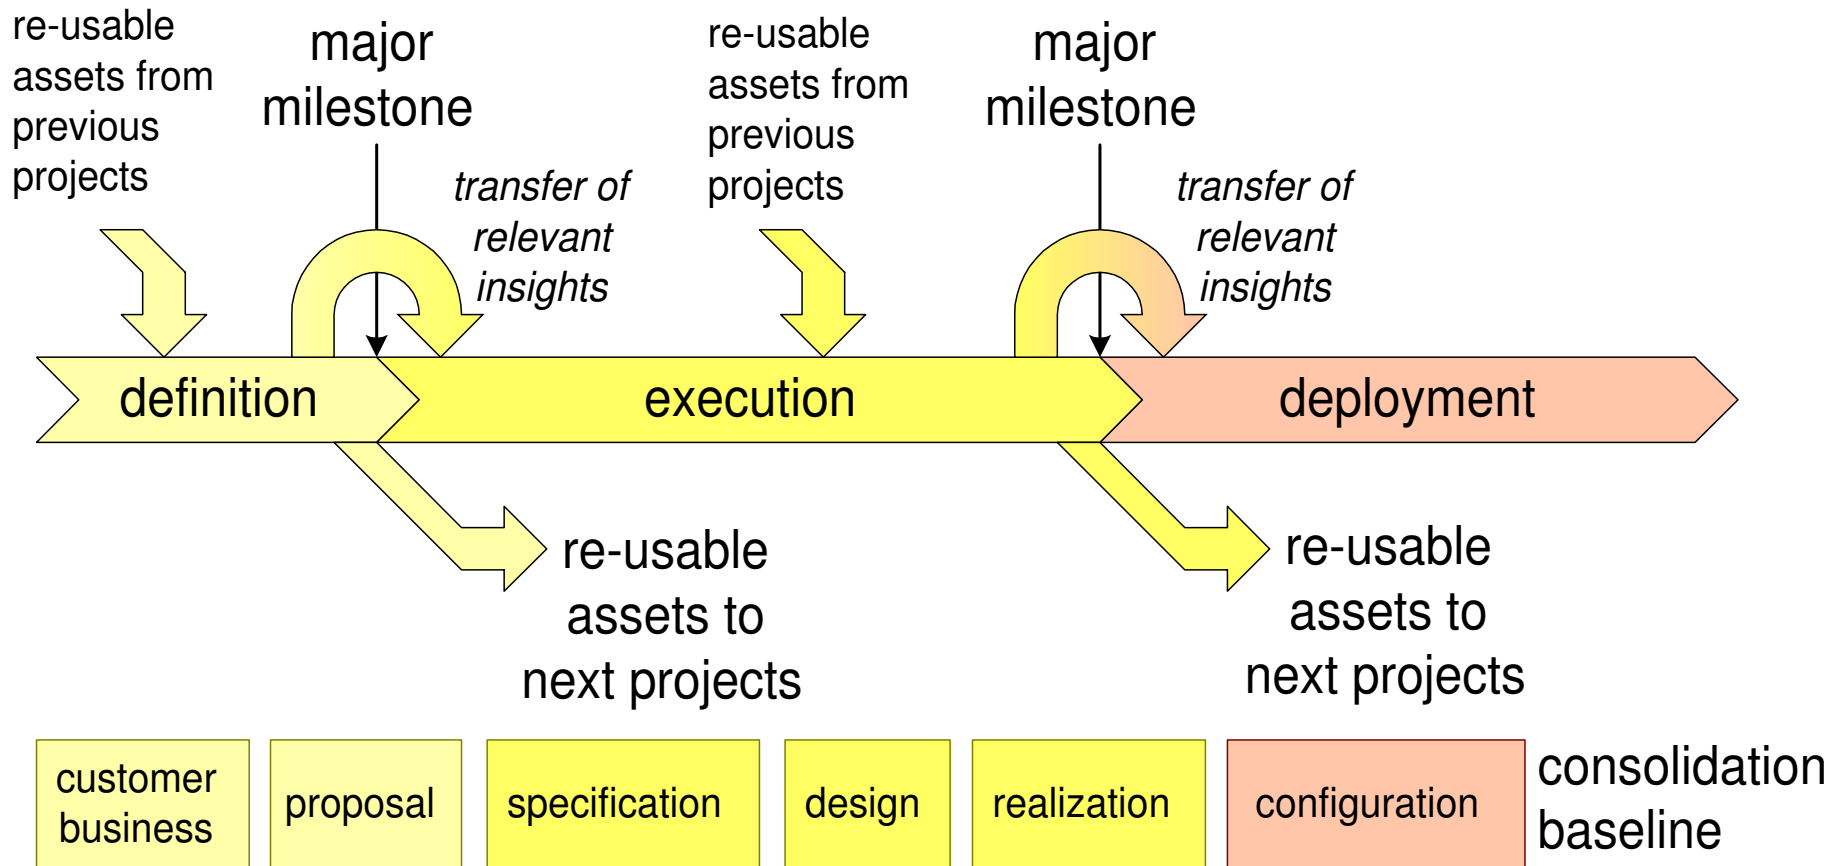 re-usable
assets from
previous
projects
major
milestone
transfer of
relevant
insights
re-usable
assets from
previous
projects
major
milestone
transfer of
relevant
insights
definition
execution
deployment
re-usable
assets to
next projects
re-usable
assets to
next projects
customer
business
proposal
specification
design
realization
configuration
consolidation
baseline